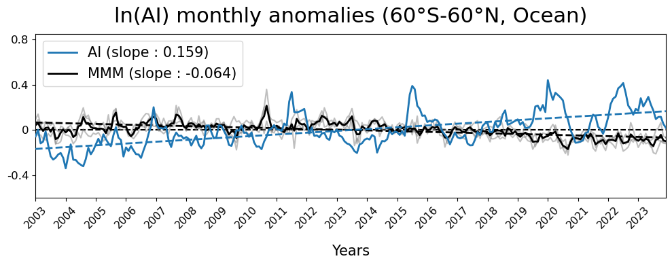 ln(AI) monthly anomalies (60°S-60°N, Ocean)
0.8
0.4
0
-0.4
AI (slope : 0.159)
MMM (slope : -0.064)
2003 2004 2005 2006 2007 2008 2009 2010 2011 2012 2013 2014 2015 2016 2017 2018 2019 2020 2021 2022 2023
Years